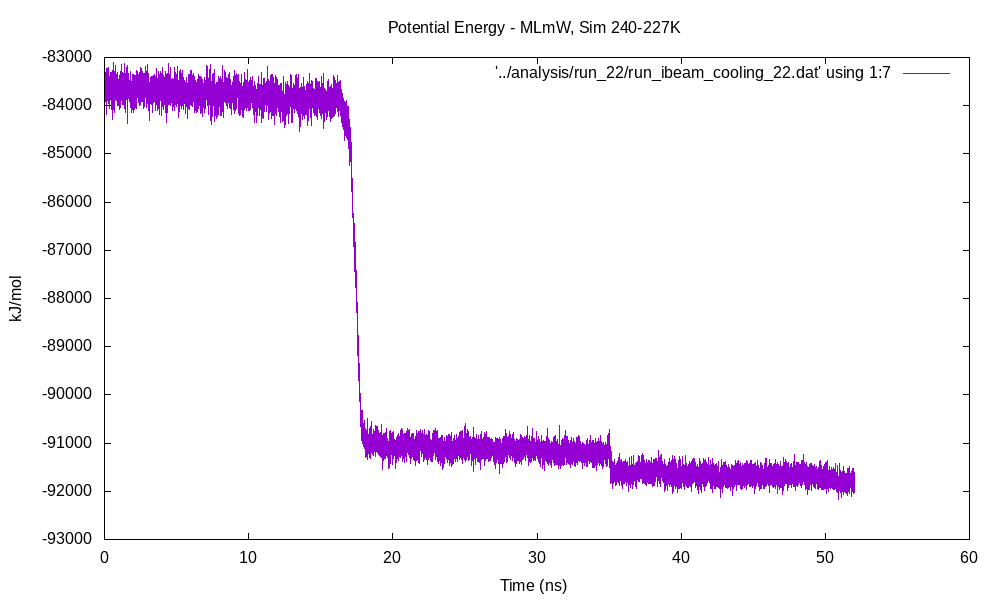 Potential Energy - MLmW, Sim 240-227K
'../analysis/run_22/run_ibeam_cooling_22.dat' using 1:7
-83000
-84000
-85000
-86000
-87000
-88000
-89000
-90000
-91000
-92000
-93000
kJ/mol
0 10 20 30 40 50 60
Time (ns)